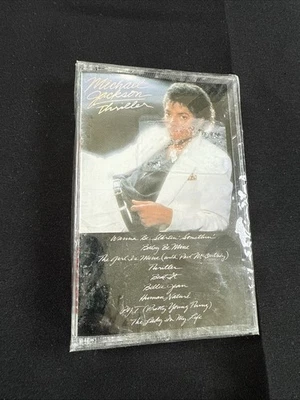 Michael
Jackson
Thriller
Wanna Be Startin' Somethin'
Baby Be Mine
The Girl Is Mine (with Paul McCartney)
Thriller
Beat It
Billie Jean
Human Nature
P.Y.T. (Pretty Young Thing)
The Lady In My Life